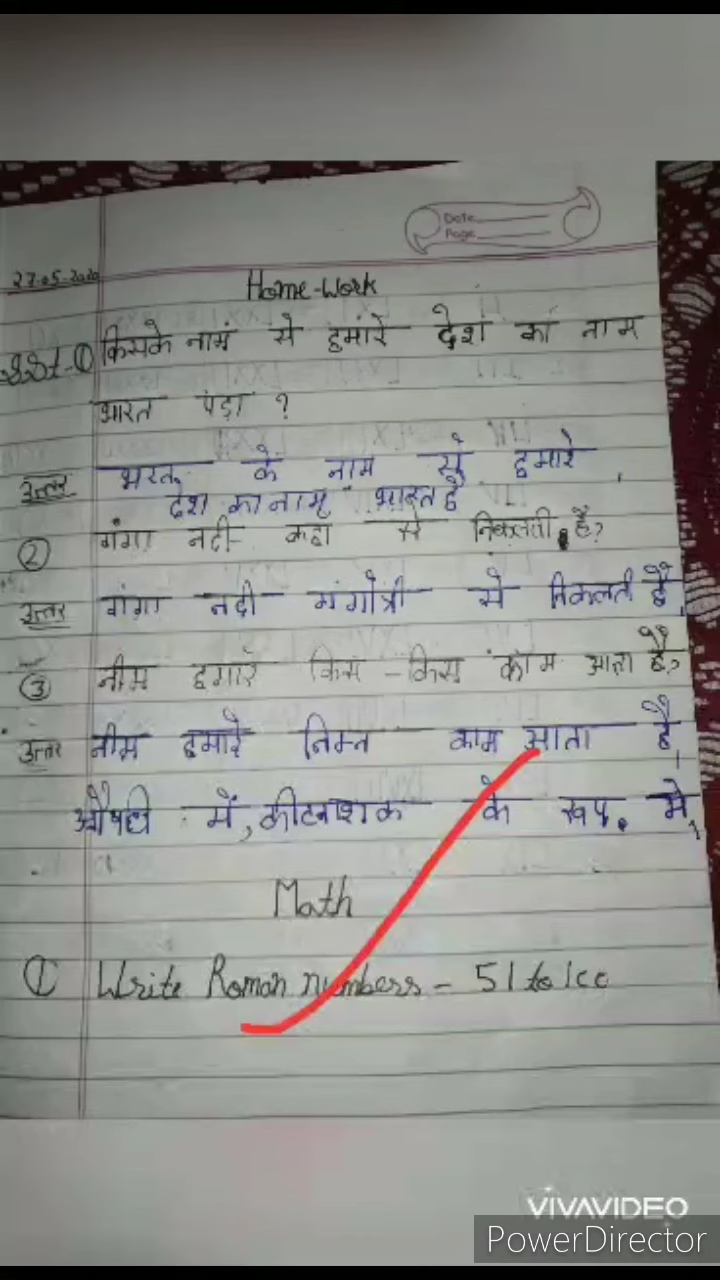 Date
Page
27.05.2020
Home-Work
प्रश्न-① किसके नाम से हमारे देश का नाम
भारत पड़ा ?
उत्तर भरत के नाम से हमारे
देश का नाम भारत है
② गंगा नदी कहा से निकलती है?
उत्तर गंगा नदी गंगोत्री से निकलती है,
③ नीम हमारे किस-किस काम आता है?
उत्तर नीम हमारे निम्न काम आता है,
औषधी में, कीटनाशक के रूप में,
Math
① Write Roman numbers - 51 to 100
VIVAVIDEO
PowerDirector